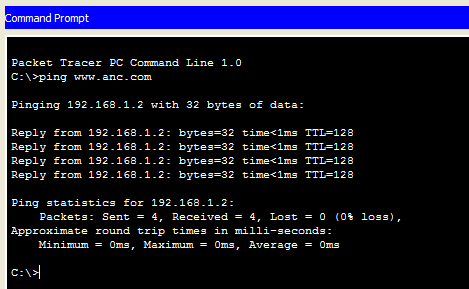 Command Prompt
Packet Tracer PC Command Line 1.0
C:\>ping www.anc.com
Pinging 192.168.1.2 with 32 bytes of data:
Reply from 192.168.1.2: bytes=32 time<1ms TTL=128
Reply from 192.168.1.2: bytes=32 time<1ms TTL=128
Reply from 192.168.1.2: bytes=32 time<1ms TTL=128
Reply from 192.168.1.2: bytes=32 time<1ms TTL=128
Ping statistics for 192.168.1.2:
    Packets: Sent = 4, Received = 4, Lost = 0 (0% loss),
Approximate round trip times in milli-seconds:
    Minimum = 0ms, Maximum = 0ms, Average = 0ms
C:\>